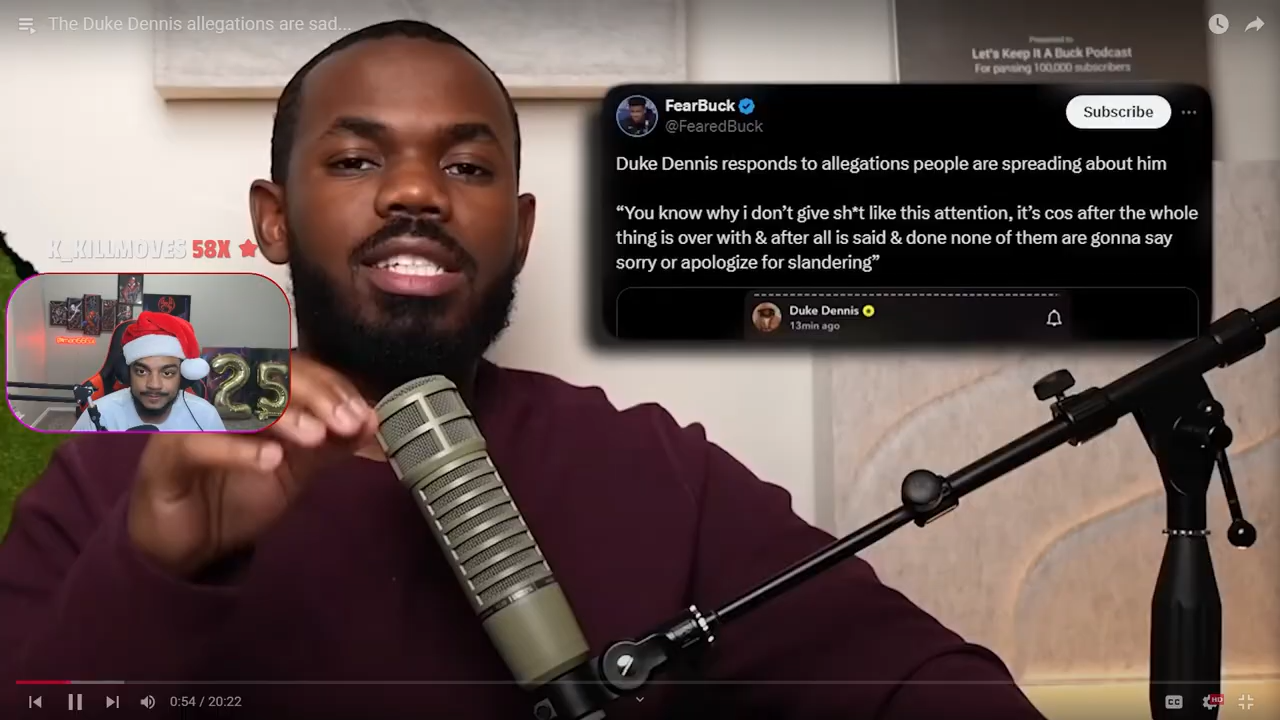 The Duke Dennis allegations are sad...
Presented to
Let's Keep It A Buck Podcast
For passing 100,000 subscribers
FearBuck
@FearedBuck
Subscribe
Duke Dennis responds to allegations people are spreading about him
“You know why i don’t give sh*t like this attention, it’s cos after the whole
thing is over with & after all is said & done none of them are gonna say
sorry or apologize for slandering”
Duke Dennis
13min ago
K_KILLMOVES 58X
25
0:54 / 20:22
CC
HD